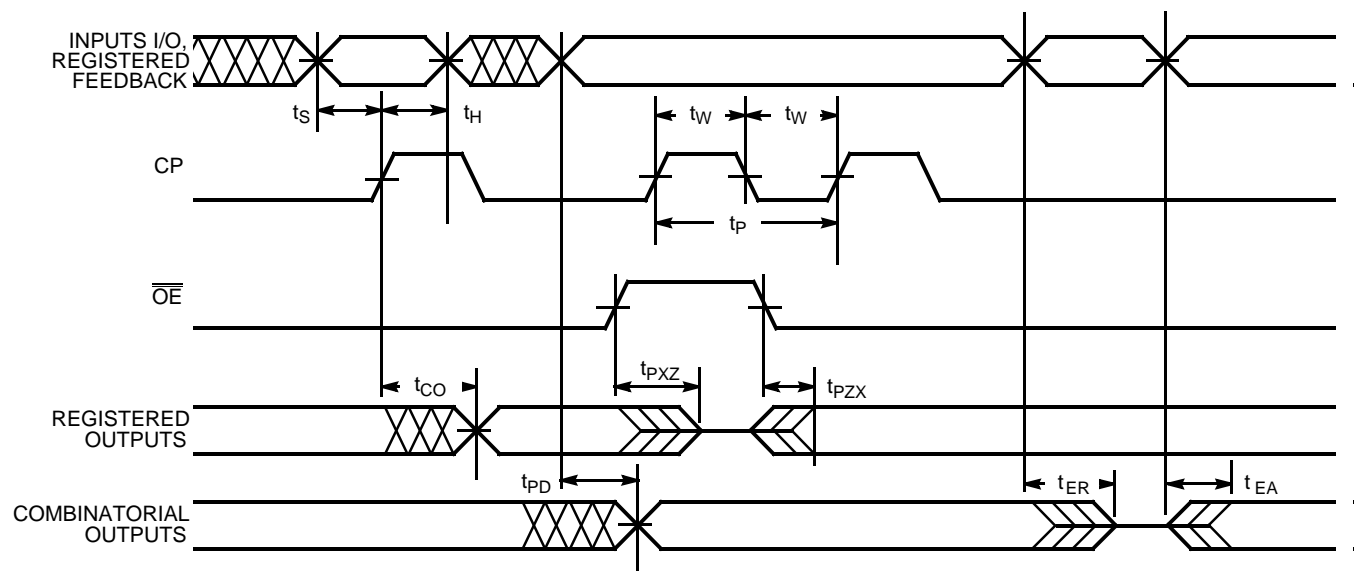 INPUTS I/O,
REGISTERED
FEEDBACK
tS
tH
tW
tW
CP
tP
OE
tCO
tPXZ
tPZX
REGISTERED
OUTPUTS
tPD
tER
tEA
COMBINATORIAL
OUTPUTS